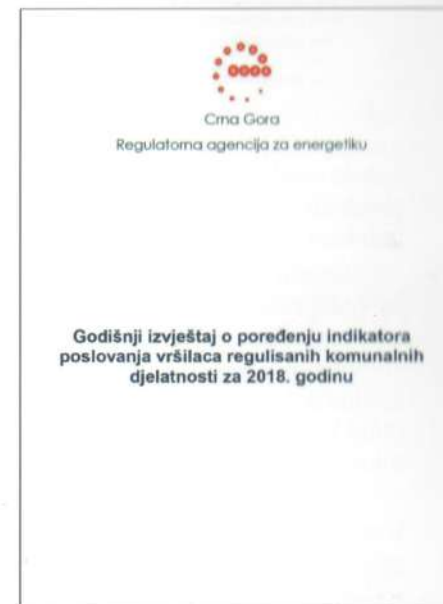 Crna Gora
Regulatorna agencija za energetiku
Godišnji izvještaj o poređenju indikatora
poslovanja vršilaca regulisanih komunalnih
djelatnosti za 2018. godinu